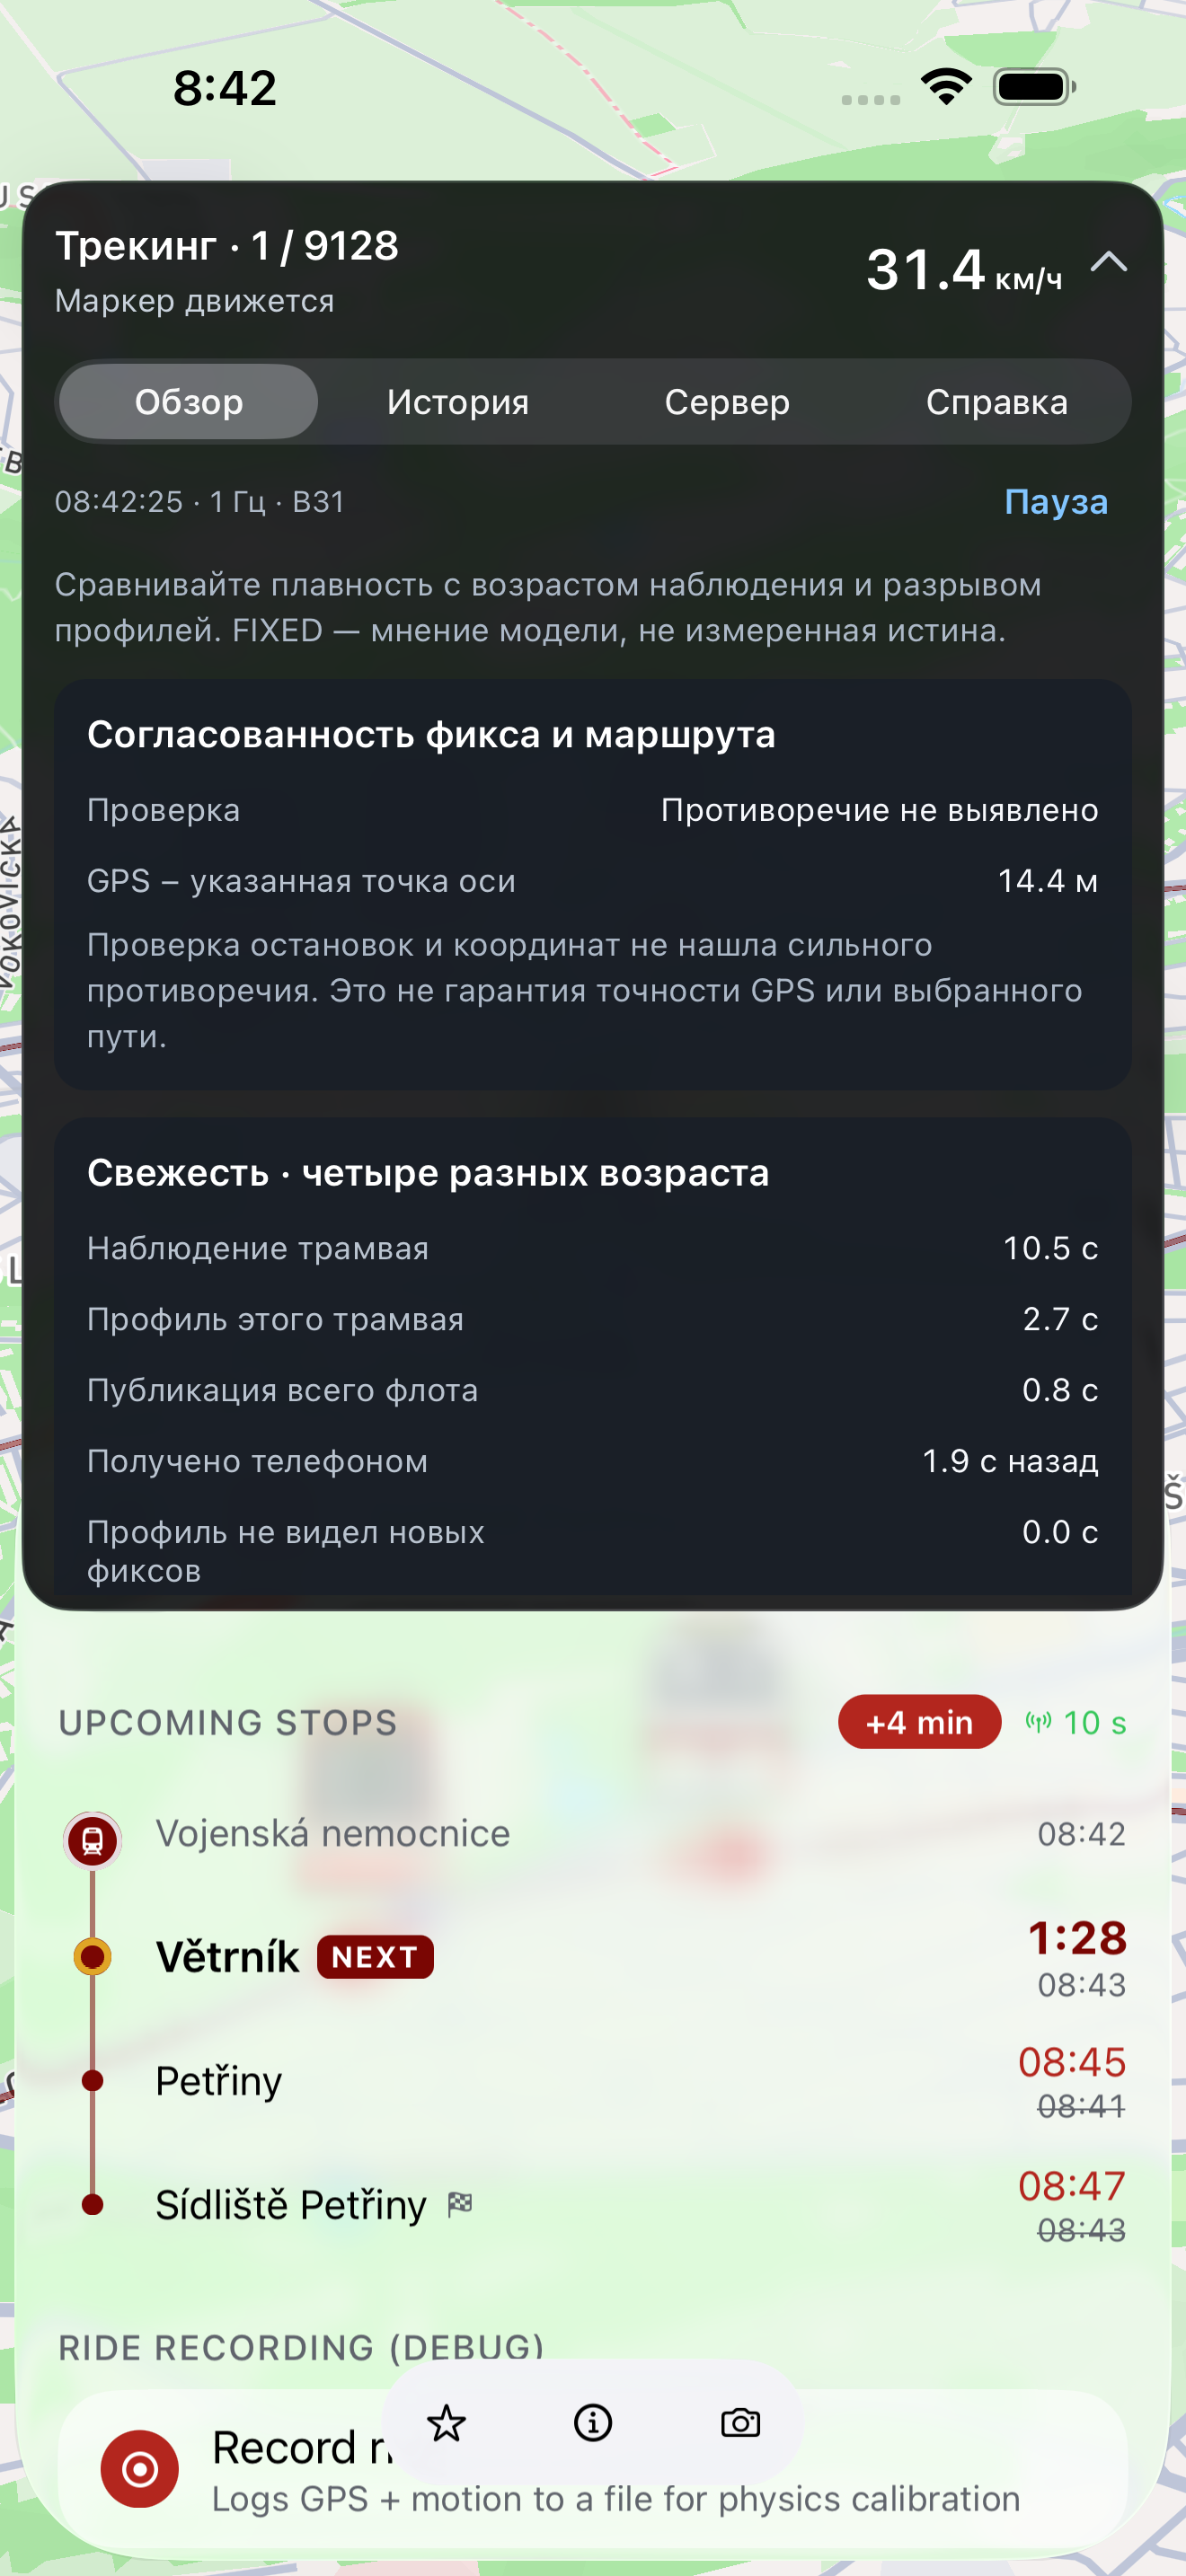 8:42
Трекинг · 1 / 9128
31.4 км/ч
Маркер движется
Обзор
История
Сервер
Справка
08:42:25 · 1 Гц · B31
Пауза
Сравнивайте плавность с возрастом наблюдения и разрывом
профилей. FIXED — мнение модели, не измеренная истина.
Согласованность фикса и маршрута
Проверка
Противоречие не выявлено
GPS – указанная точка оси
14.4 м
Проверка остановок и координат не нашла сильного
противоречия. Это не гарантия точности GPS или выбранного
пути.
Свежесть · четыре разных возраста
Наблюдение трамвая
10.5 с
Профиль этого трамвая
2.7 с
Публикация всего флота
0.8 с
Получено телефоном
1.9 с назад
Профиль не видел новых
фиксов
0.0 с
UPCOMING STOPS
+4 min
10 s
Vojenská nemocnice
08:42
Větrník NEXT
1:28
08:43
Petřiny
08:45
08:41
Sídliště Petřiny
08:47
08:43
RIDE RECORDING (DEBUG)
Record
Logs GPS + motion to a file for physics calibration